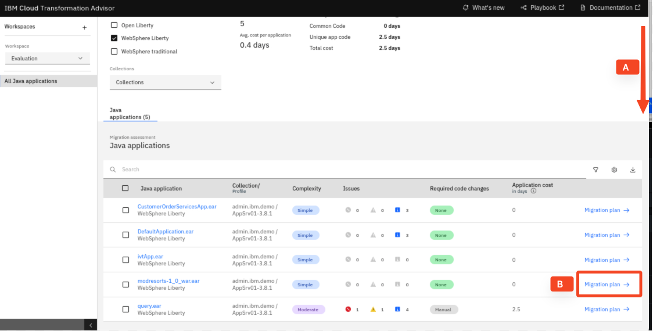 IBM Cloud Transformation Advisor
What's new
Playbook
Documentation
Workspaces +
Workspace
Evaluation
All Java applications
Open Liberty
WebSphere Liberty
WebSphere traditional
5
Avg. cost per application
0.4 days
Common Code 0 days
Unique app code 2.5 days
Total cost 2.5 days
A
Collections
Collections
Java
applications (5)
Migration assessment
Java applications
Search
Java application Collection/ Profile Complexity Issues Required code changes Application cost in days
CustomerOrderServicesApp.ear
WebSphere Liberty
admin.ibm.demo /
AppSrv01-3.8.1
Simple 0 0 3 None 0 Migration plan
DefaultApplication.ear
WebSphere Liberty
admin.ibm.demo /
AppSrv01-3.8.1
Simple 0 0 None 0 Migration plan
ivtApp.ear
WebSphere Liberty
admin.ibm.demo /
AppSrv01-3.8.1
Simple 0 0 0 None 0 Migration plan
modresorts-1_0_war.ear
WebSphere Liberty
admin.ibm.demo /
AppSrv01-3.8.1
Simple 0 0 0 None 0 B Migration plan
query.ear
WebSphere Liberty
admin.ibm.demo /
AppSrv01-3.8.1
Moderate 1 1 Manual 2.5 Migration plan